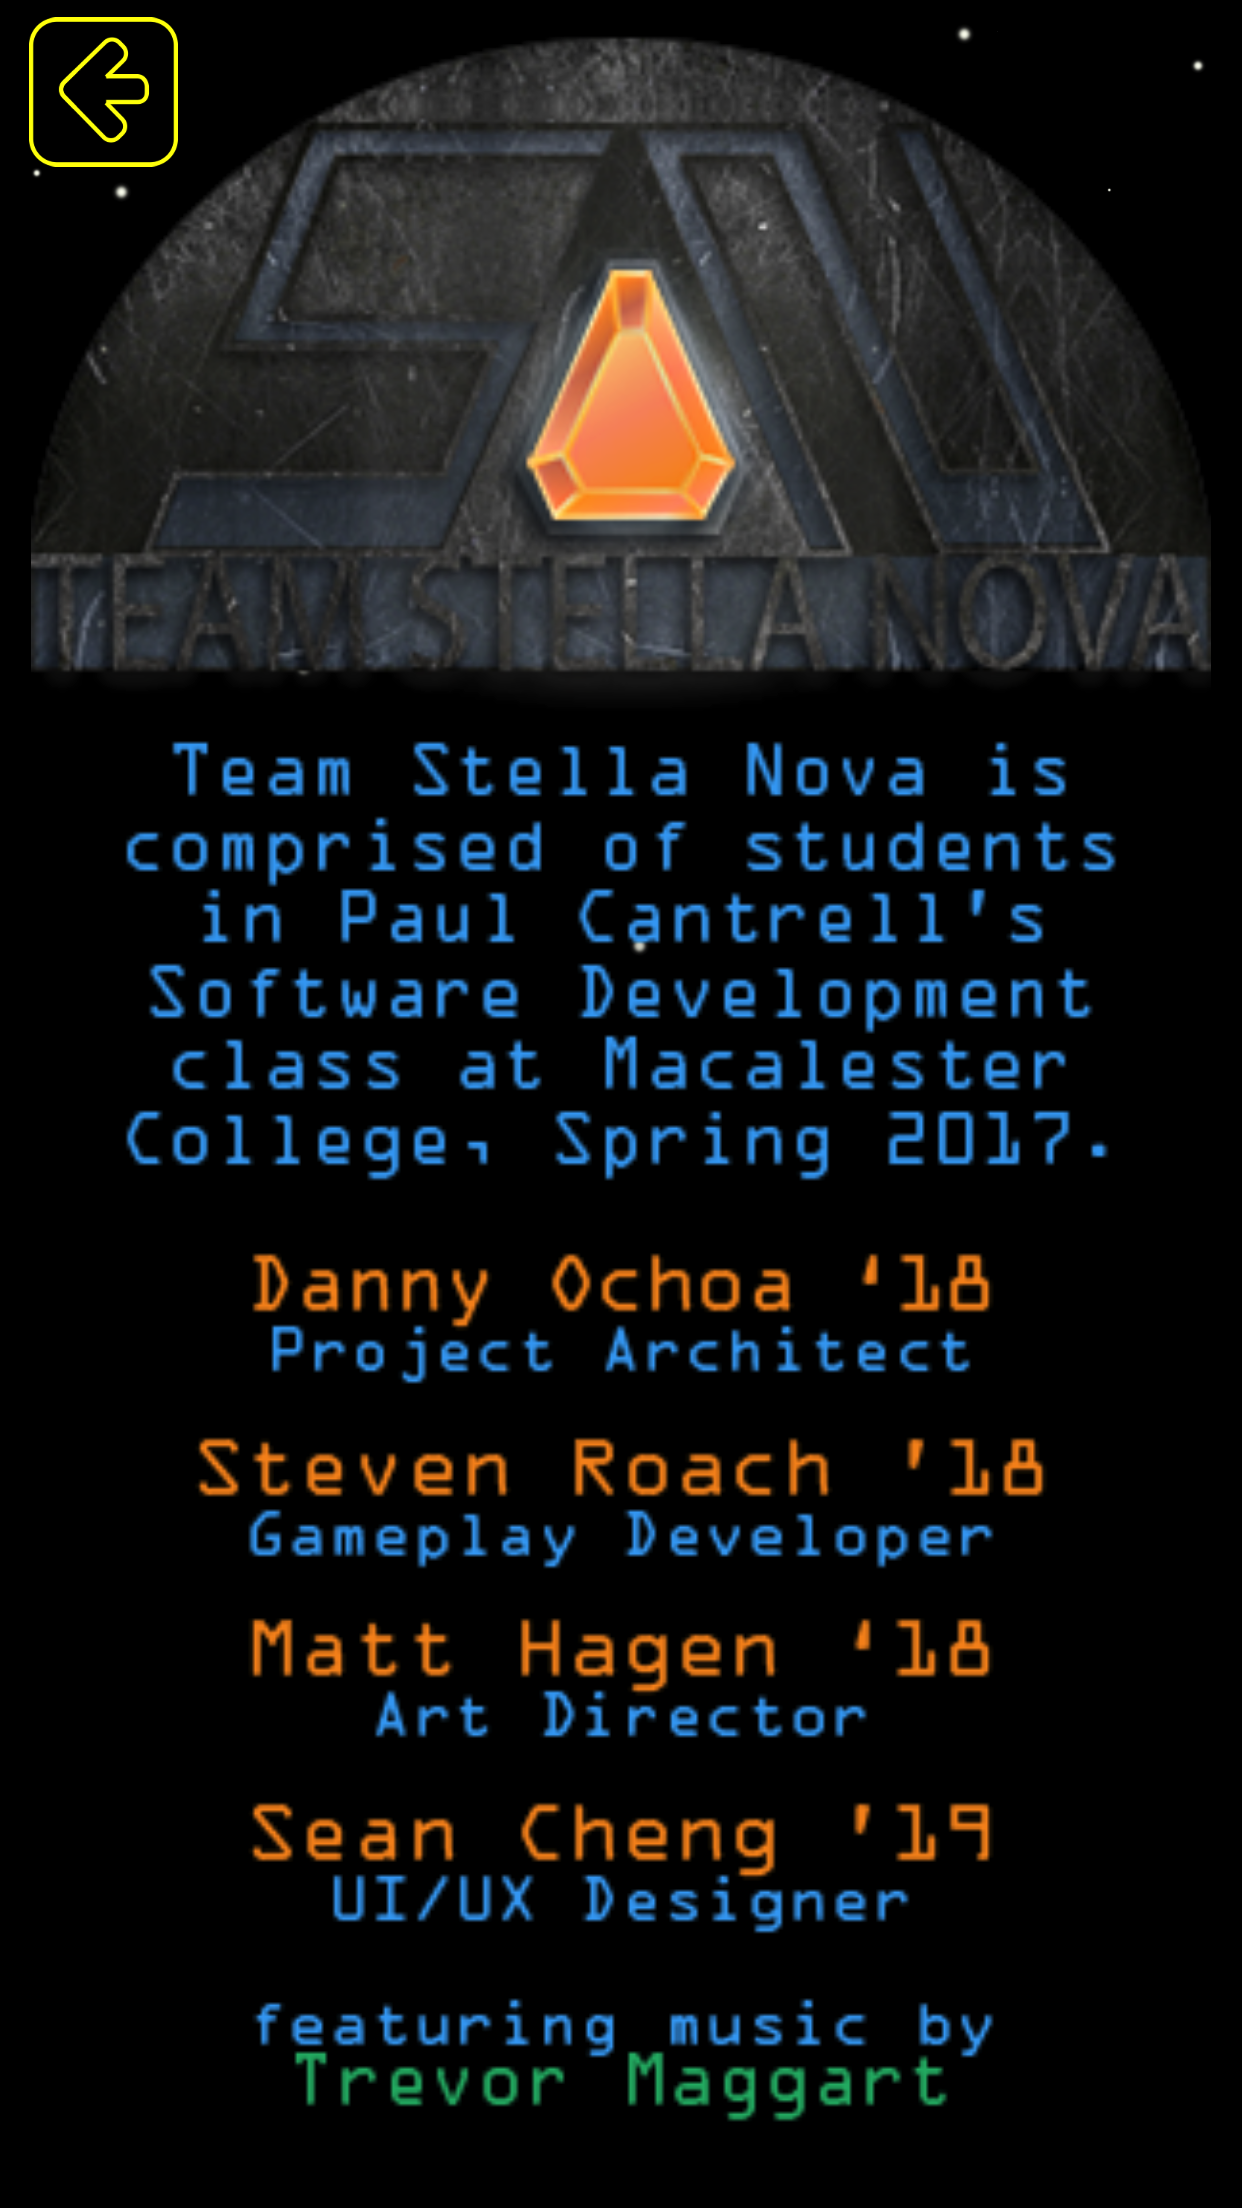 SN
TEAM STELLA NOVA
Team Stella Nova is
comprised of students
in Paul Cantrell's
Software Development
class at Macalester
College, Spring 2017.
Danny Ochoa ‘18
Project Architect
Steven Roach '18
Gameplay Developer
Matt Hagen ‘18
Art Director
Sean Cheng '19
UI/UX Designer
featuring music by
Trevor Maggart